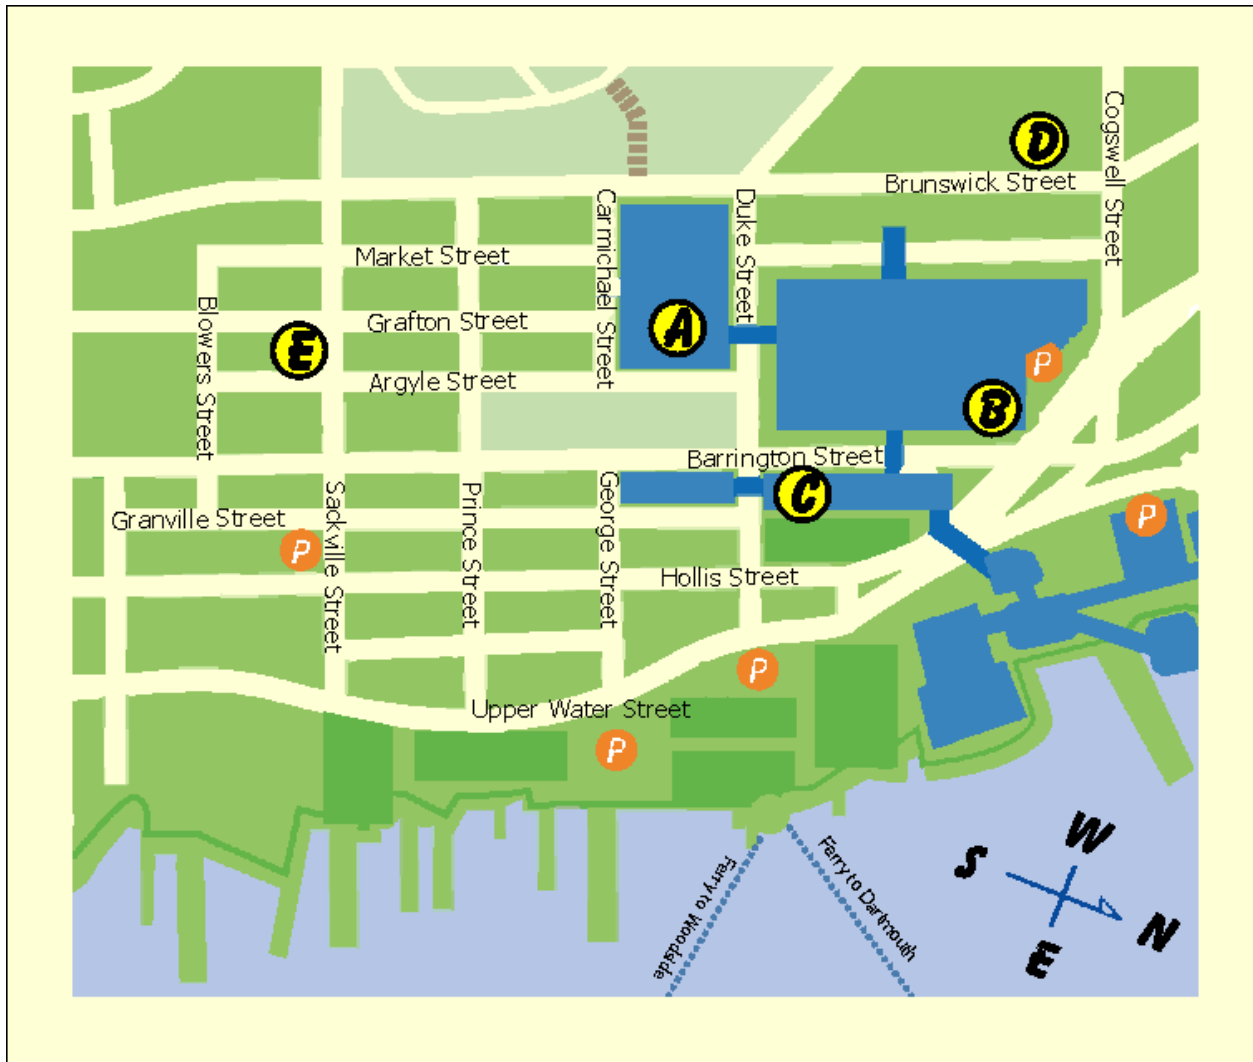 Cogswell Street
D
Brunswick Street
Carmichael Street
Duke Street
Market Street
Blowers Street
Grafton Street
A
E
P
Argyle Street
B
Barrington Street
C
Sackville Street
Prince Street
George Street
Granville Street
P
P
Hollis Street
P
Upper Water Street
P
Ferry to Woodside
Ferry to Dartmouth
W
S
N
E